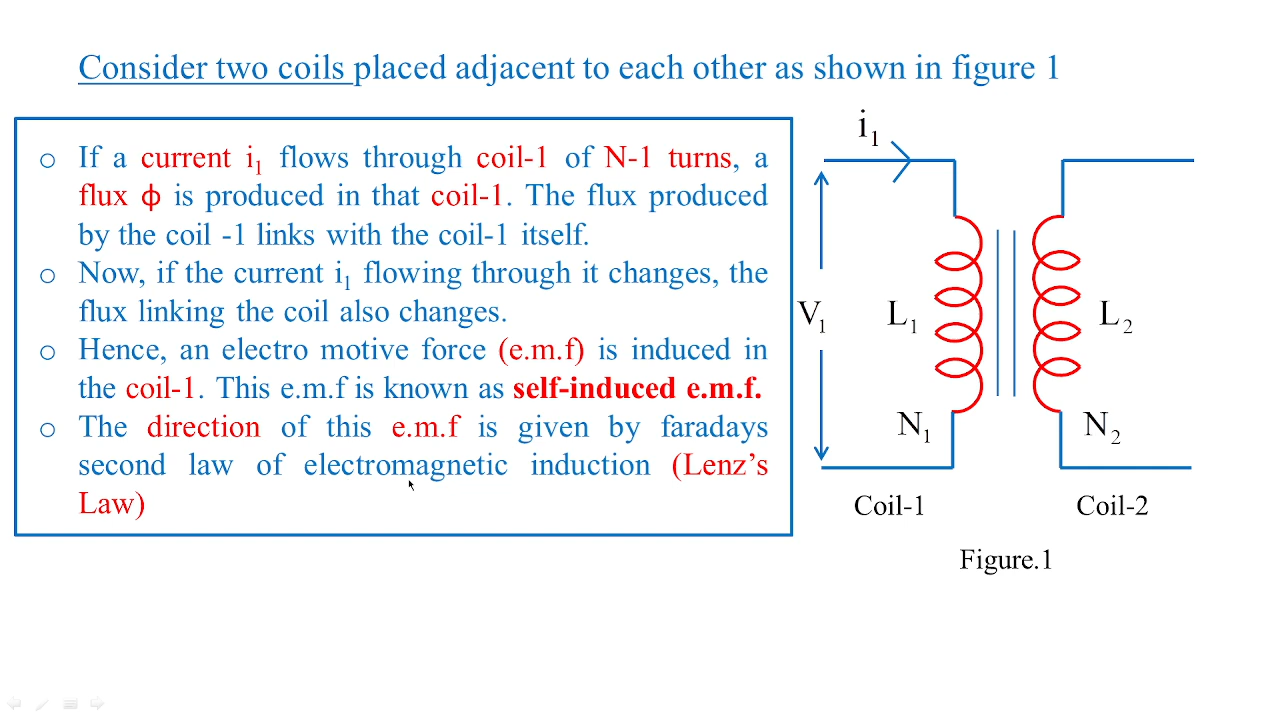 Consider two coils placed adjacent to each other as shown in figure 1
o If a current i₁ flows through coil-1 of N-1 turns, a
flux ϕ is produced in that coil-1. The flux produced
by the coil -1 links with the coil-1 itself.
o Now, if the current i₁ flowing through it changes, the
flux linking the coil also changes.
o Hence, an electro motive force (e.m.f) is induced in
the coil-1. This e.m.f is known as self-induced e.m.f.
o The direction of this e.m.f is given by faradays
second law of electromagnetic induction (Lenz’s
Law)
i₁
V₁
L₁
L₂
N₁
N₂
Coil-1
Coil-2
Figure.1